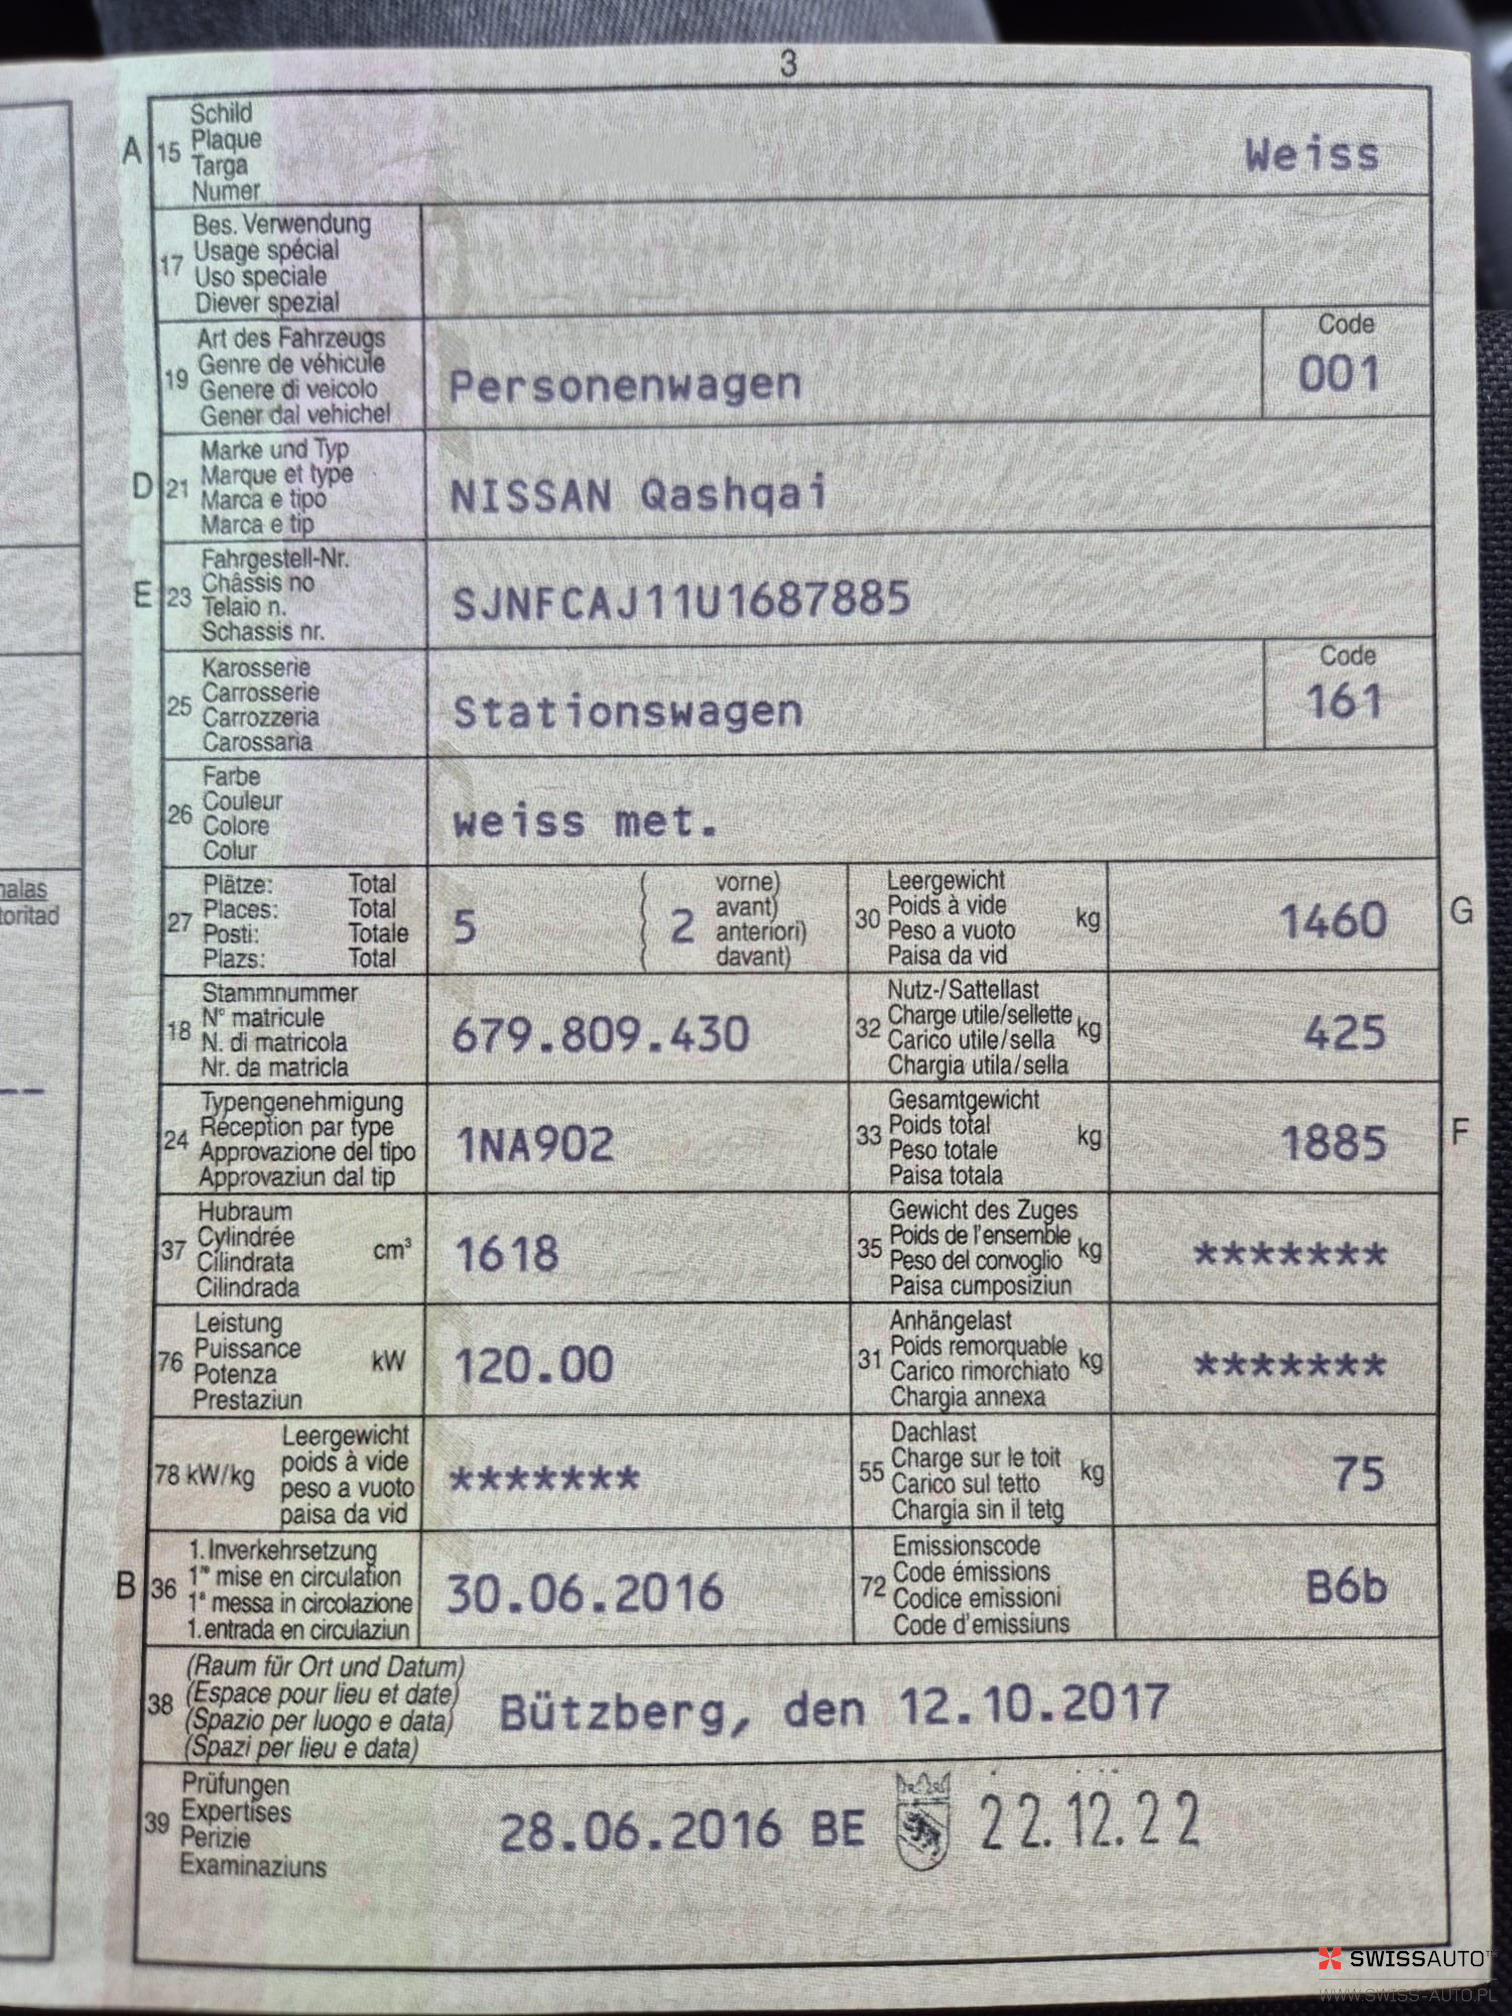 3
A 15 Schild
Plaque
Targa
Numer
Weiss
17 Bes. Verwendung
Usage spécial
Uso speciale
Diever spezial
19 Art des Fahrzeugs
Genre de véhicule
Genere di veicolo
Gener dal vehichel
Personenwagen
Code
001
D 21 Marke und Typ
Marque et type
Marca e tipo
Marca e tip
NISSAN Qashqai
E 23 Fahrgestell-Nr.
Châssis no
Telaio n.
Schassis nr.
SJNFCAJ11U1687885
25 Karosserie
Carrosserie
Carrozzeria
Carossaria
Stationswagen
Code
161
26 Farbe
Couleur
Colore
Colur
weiss met.
27 Plätze: Total
Places: Total
Posti: Totale
Plazs: Total
5
( 2 vorne)
avant)
anteriori)
davant)
30 Leergewicht
Poids à vide
Peso a vuoto
Paisa da vid
kg
1460
G
18 Stammnummer
N° matricule
N. di matricola
Nr. da matricla
679.809.430
32 Nutz-/Sattellast
Charge utile/sellette
Carico utile/sella
Chargia utila/sella
kg
425
24 Typengenehmigung
Réception par type
Approvazione del tipo
Approvaziun dal tip
1NA902
33 Gesamtgewicht
Poids total
Peso totale
Paisa totala
kg
1885
F
37 Hubraum
Cylindrée
Cilindrata
Cilindrada
cm³
1618
35 Gewicht des Zuges
Poids de l'ensemble
Peso del convoglio
Paisa cumposiziun
kg
*******
76 Leistung
Puissance
Potenza
Prestaziun
kW
120.00
31 Anhängelast
Poids remorquable
Carico rimorchiato
Chargia annexa
kg
*******
78 kW/kg
Leergewicht
poids à vide
peso a vuoto
paisa da vid
*******
55 Dachlast
Charge sur le toit
Carico sul tetto
Chargia sin il tetg
kg
75
B 36 1. Inverkehrsetzung
1re mise en circulation
1a messa in circolazione
1. entrada en circulaziun
30.06.2016
72 Emissionscode
Code émissions
Codice emissioni
Code d'emissiuns
B6b
38 (Raum für Ort und Datum)
(Espace pour lieu et date)
(Spazio per luogo e data)
(Spazi per lieu e data)
Bützberg, den 12.10.2017
39 Prüfungen
Expertises
Perizie
Examinaziuns
28.06.2016 BE 22.12.22
SWISSAUTO
WWW.SWISS-AUTO.PL